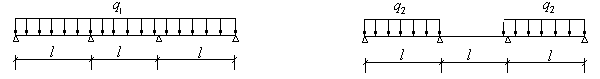 q₁
q₂ q₂
l l l
l l l